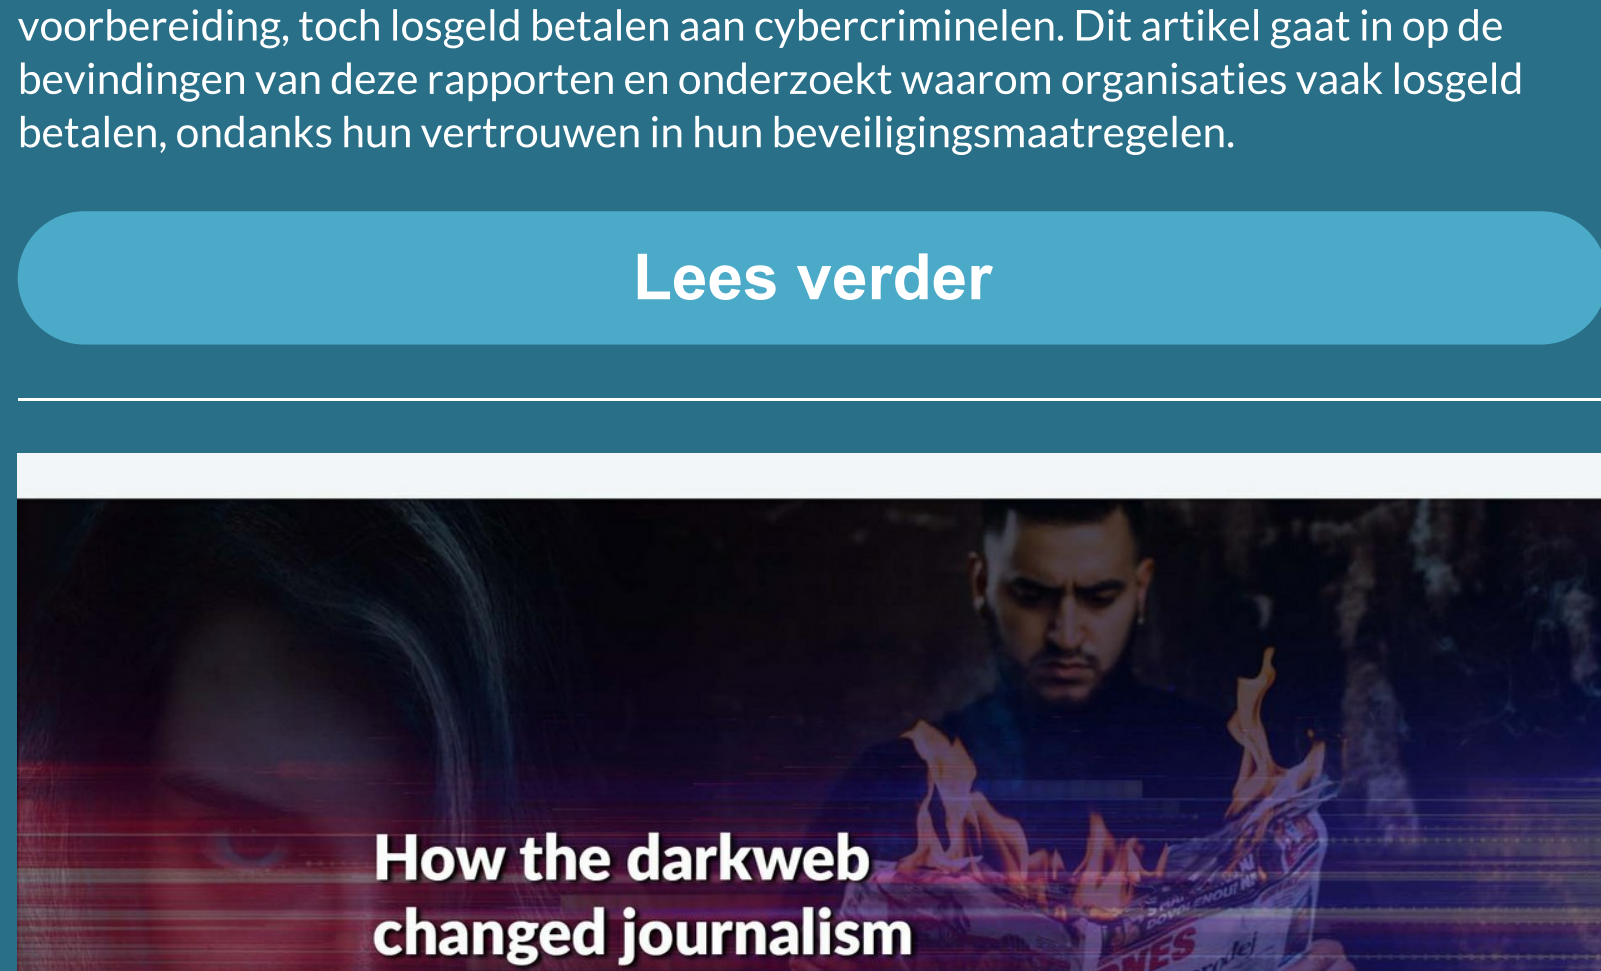 voorbereiding, toch losgeld betalen aan cybercriminelen. Dit artikel gaat in op de
bevindingen van deze rapporten en onderzoekt waarom organisaties vaak losgeld
betalen, ondanks hun vertrouwen in hun beveiligingsmaatregelen.
Lees verder
How the darkweb
changed journalism